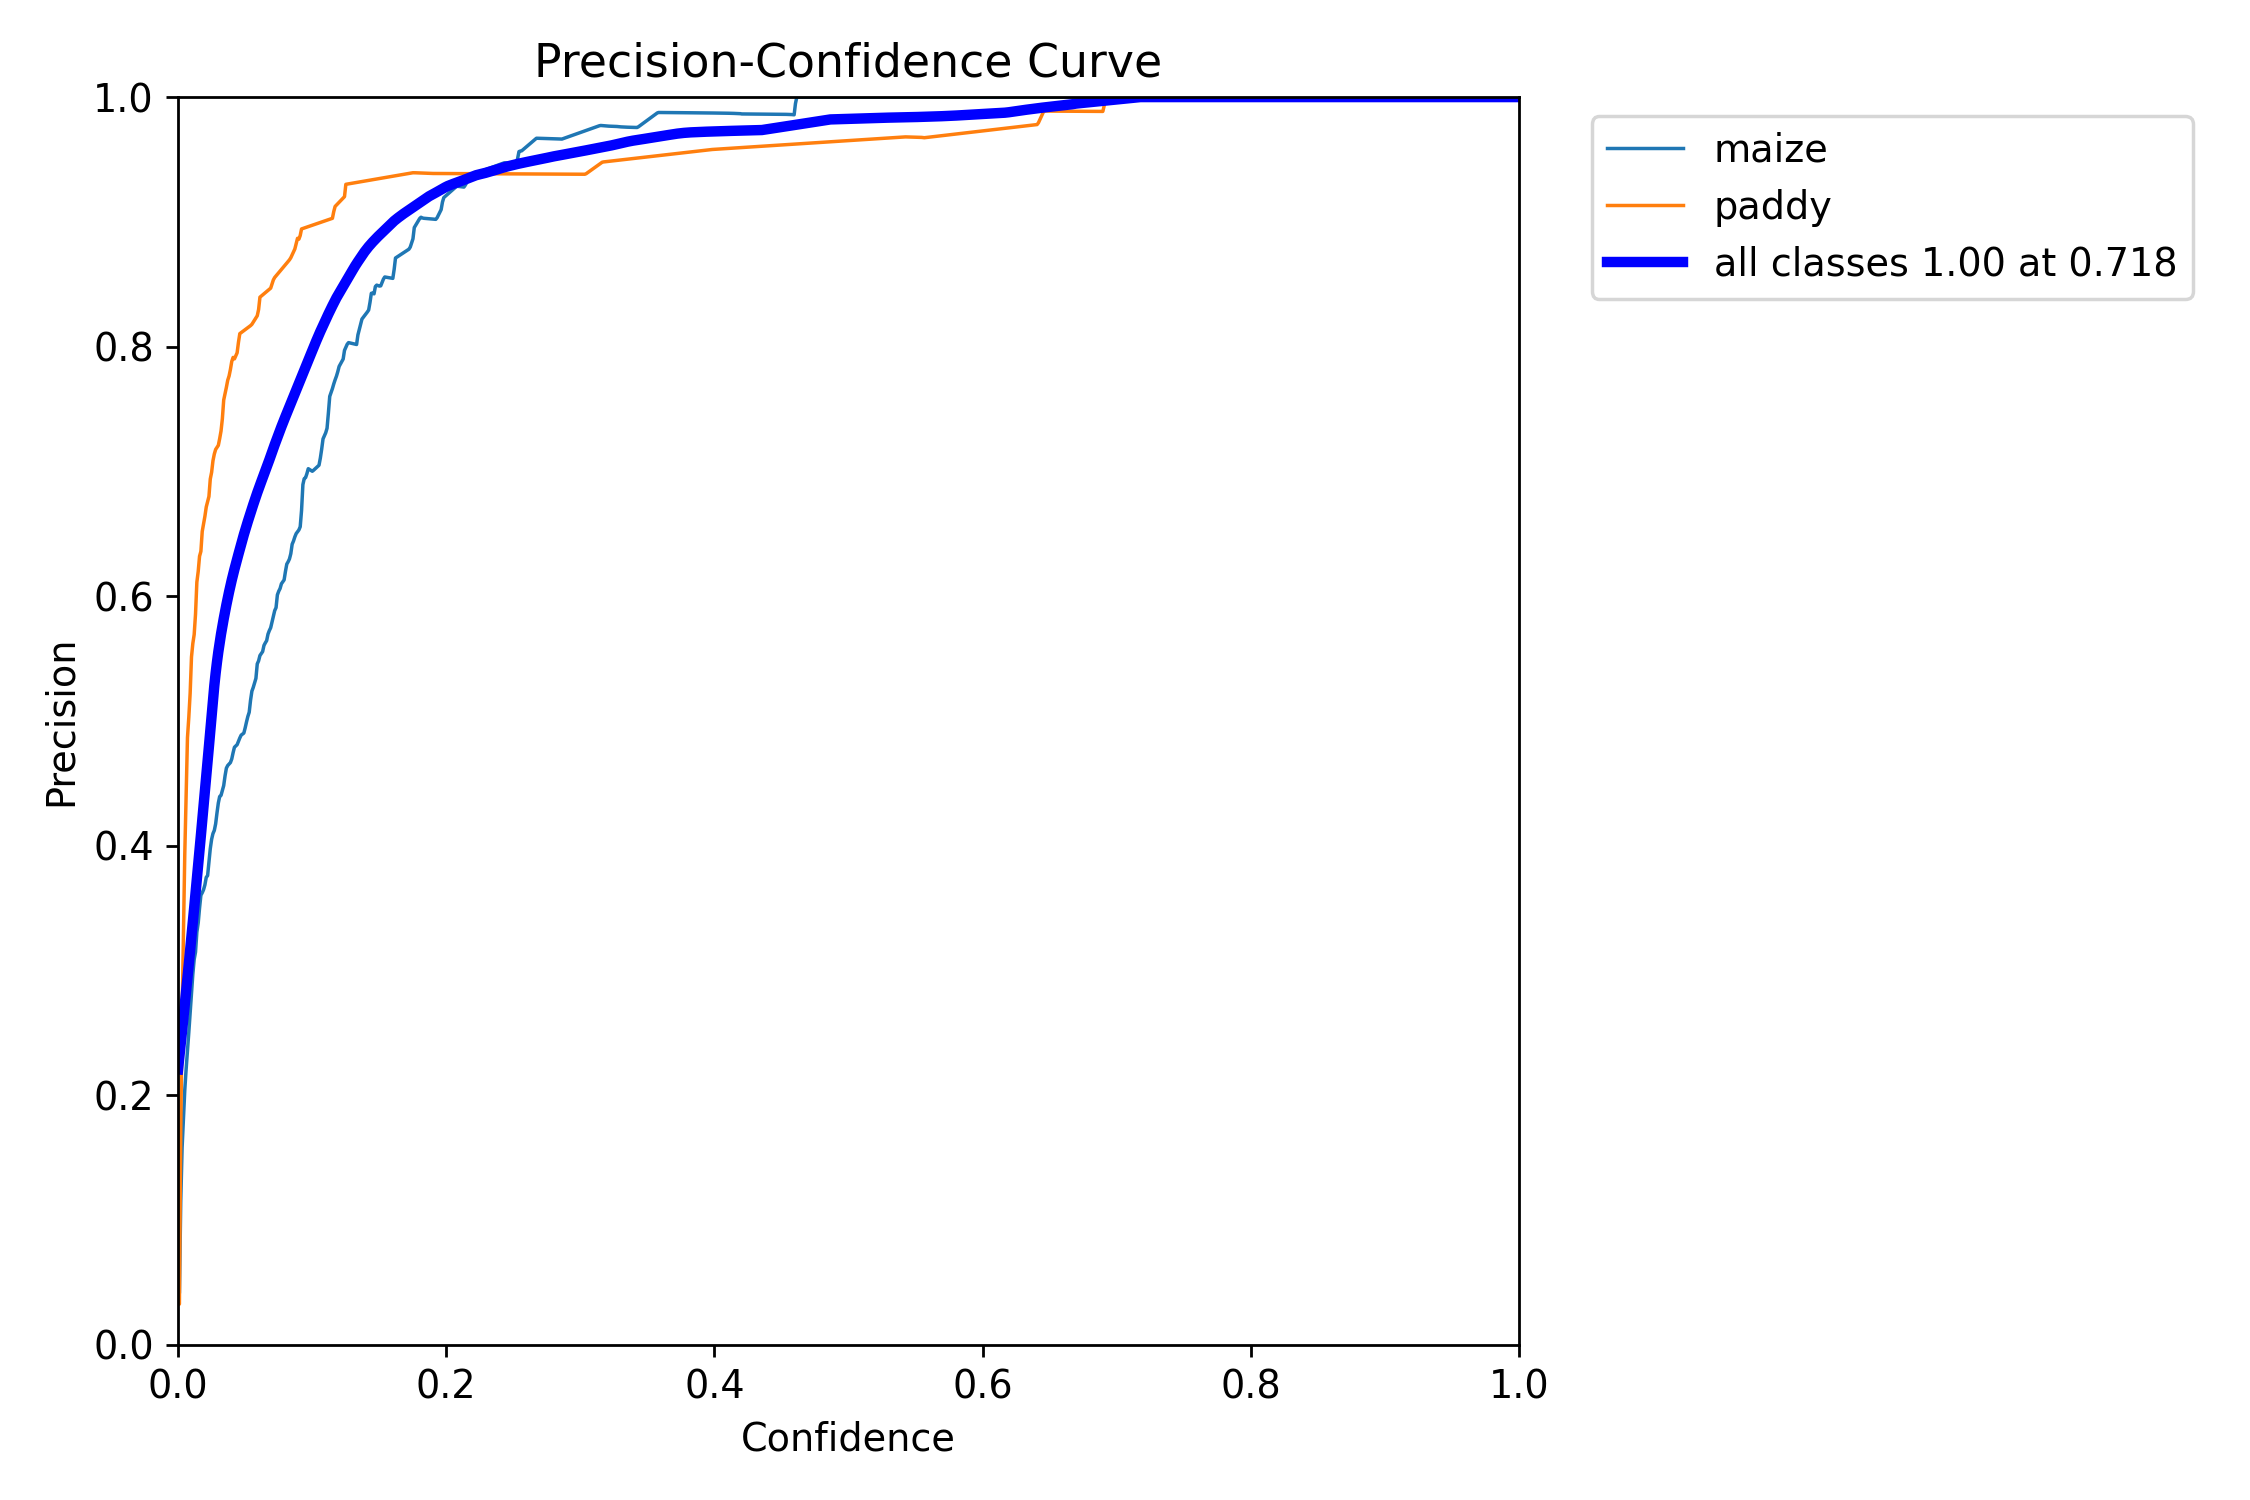 Precision-Confidence Curve
1.0
0.8
0.6
0.4
0.2
0.0
Precision
0.0 0.2 0.4 0.6 0.8 1.0
Confidence
maize
paddy
all classes 1.00 at 0.718